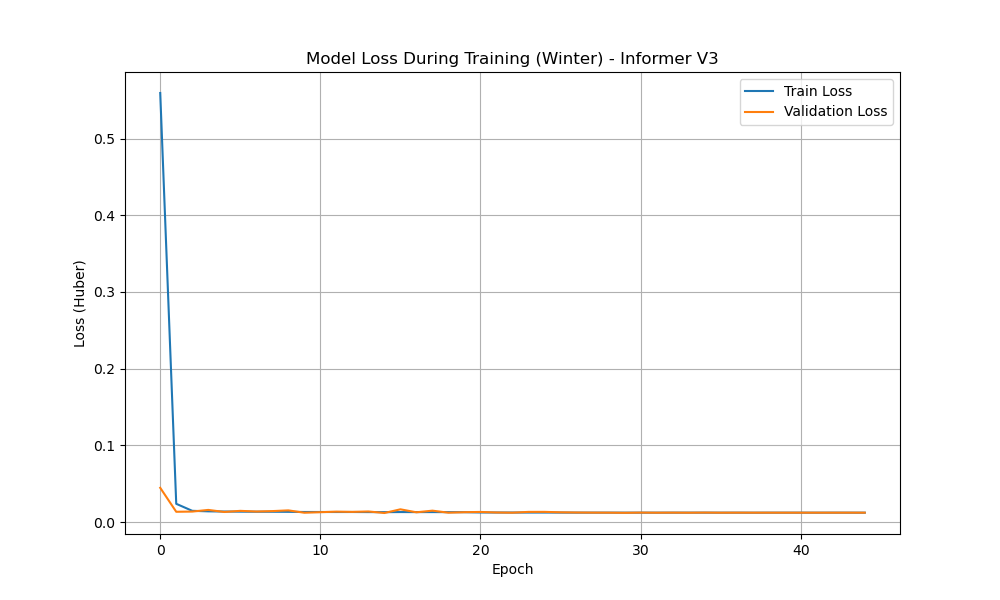 Model Loss During Training (Winter) - Informer V3
Train Loss
Validation Loss
Loss (Huber)
0.5
0.4
0.3
0.2
0.1
0.0
0 10 20 30 40
Epoch